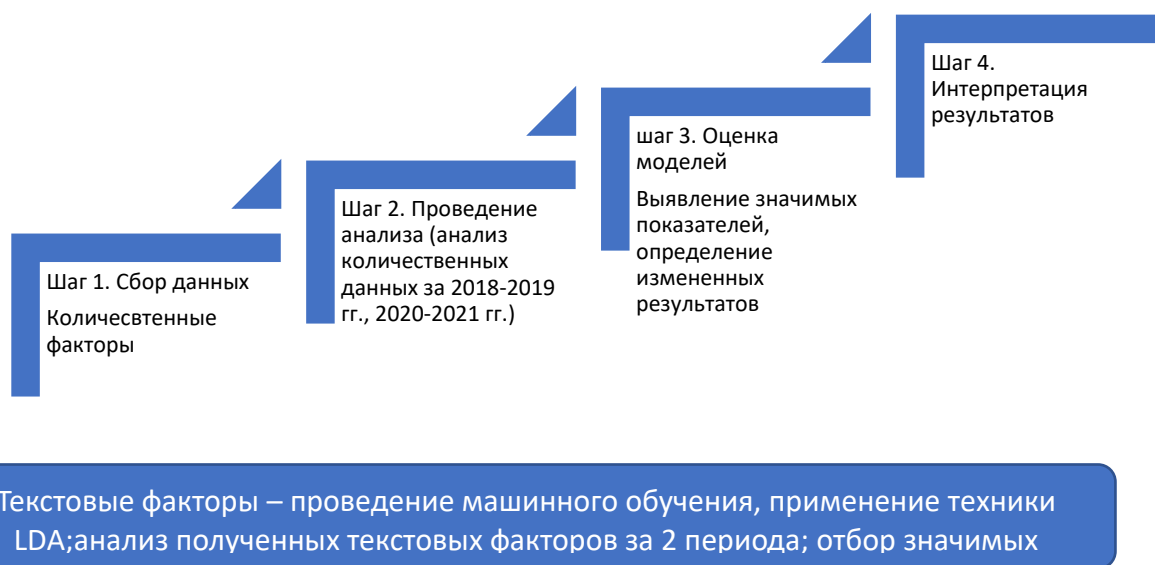 Шаг 1. Сбор данных
Количесвтенные
факторы
Шаг 2. Проведение
анализа (анализ
количественных
данных за 2018-2019
гг., 2020-2021 гг.)
шаг 3. Оценка
моделей
Выявление значимых
показателей,
определение
измененных
результатов
Шаг 4.
Интерпретация
результатов
Текстовые факторы – проведение машинного обучения, применение техники
LDA;анализ полученных текстовых факторов за 2 периода; отбор значимых